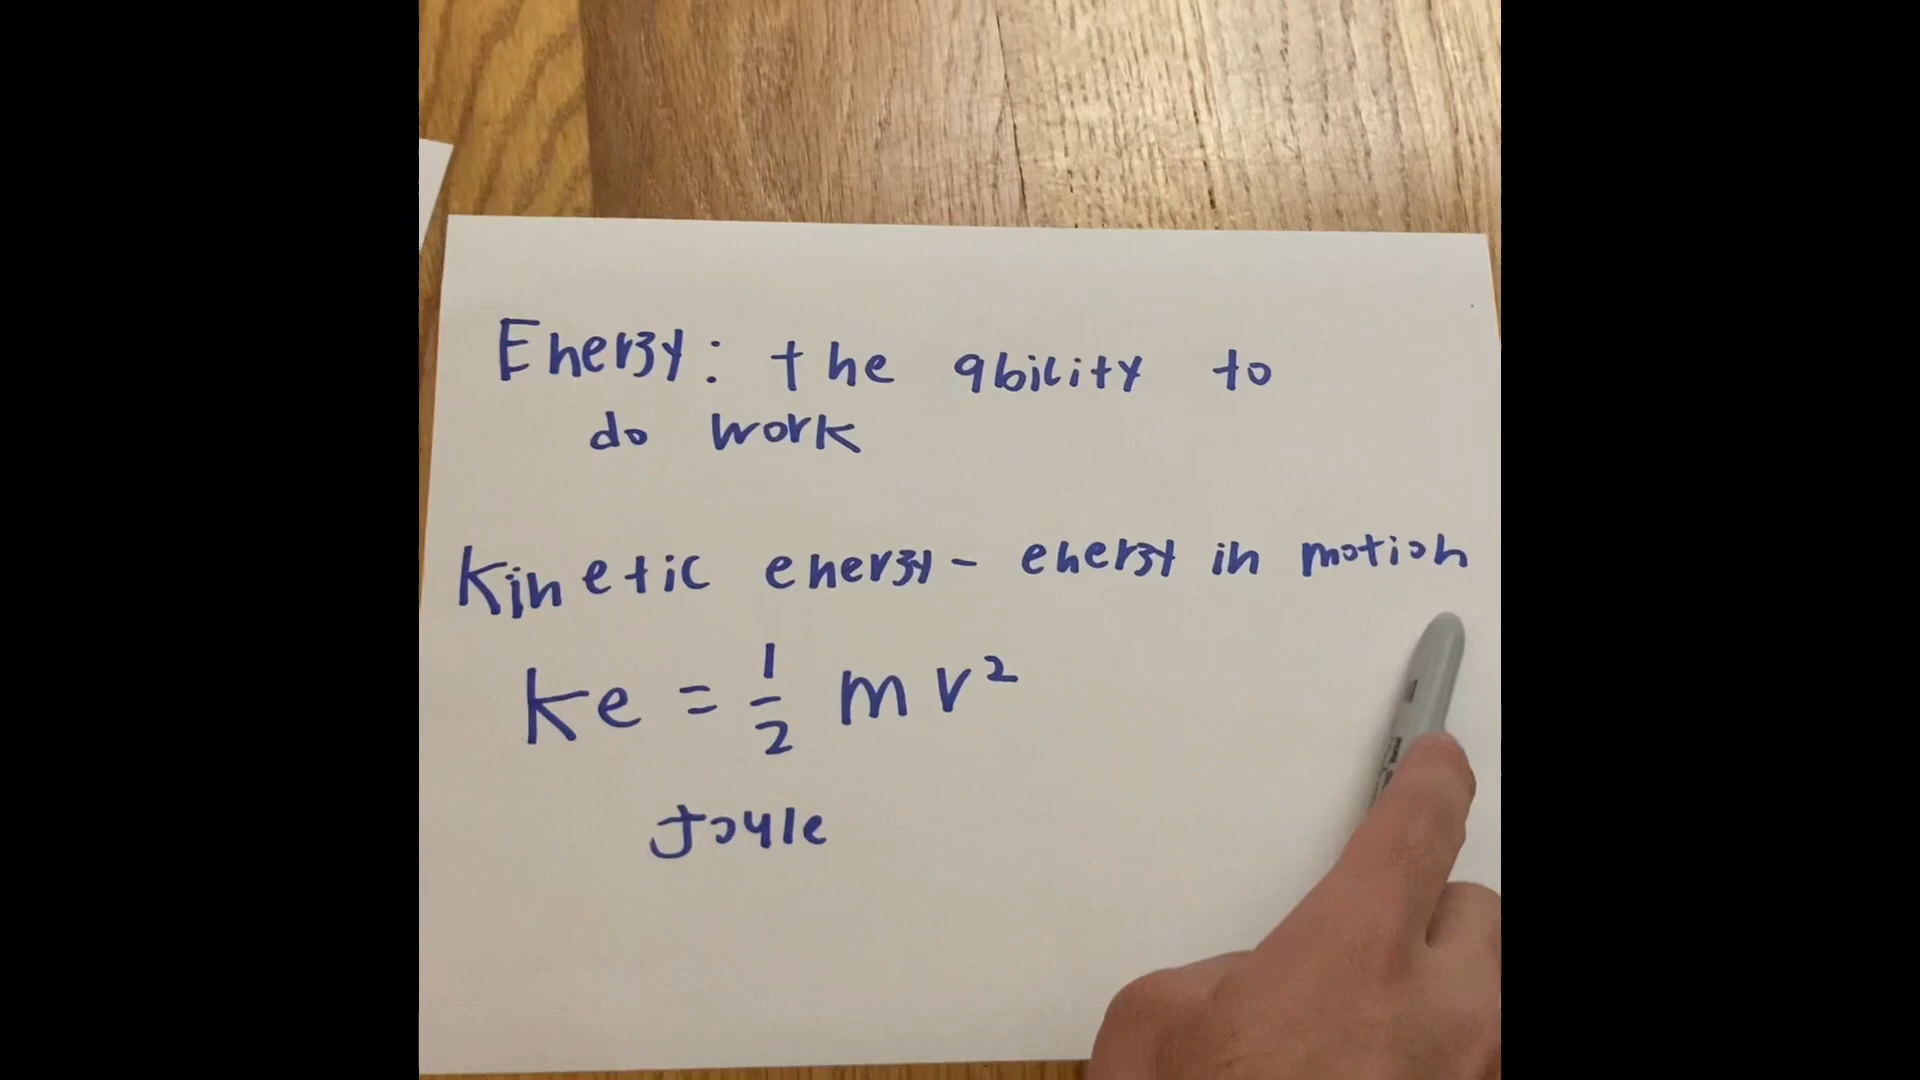 Energy: the ability to
do work
Kinetic energy - energy in motion
Ke = 1/2 mv²
Joule